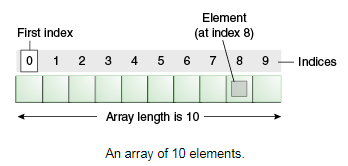 Element
(at index 8)
First index
0 1 2 3 4 5 6 7 8 9 Indices
Array length is 10
An array of 10 elements.